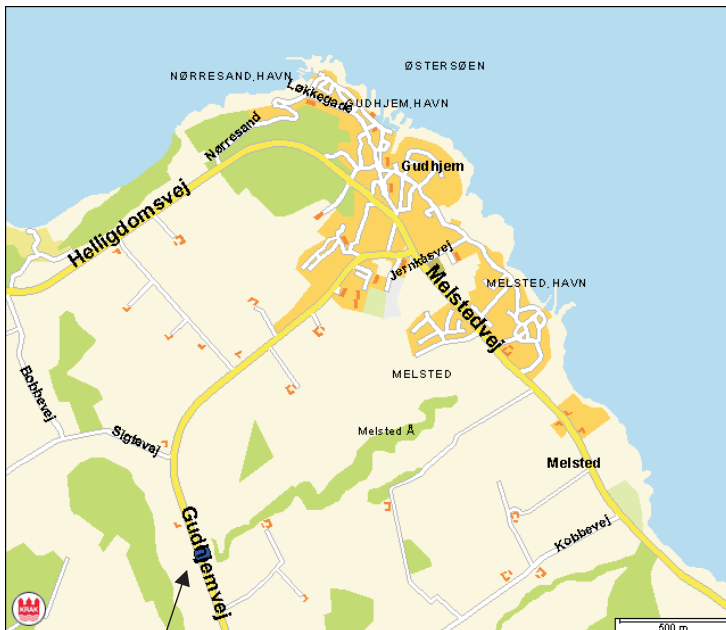 ØSTERSØEN
NØRRESAND, HAVN
Løkkegade
GUDHJEM, HAVN
Nørresand
Gudhjem
Helligdomsvej
Jernkåsvej
Melstedvej
MELSTED, HAVN
Bobbevej
MELSTED
Sigtevej
Melsted Å
Melsted
Gudhjemvej
Kobbevej
KRAK
500 m